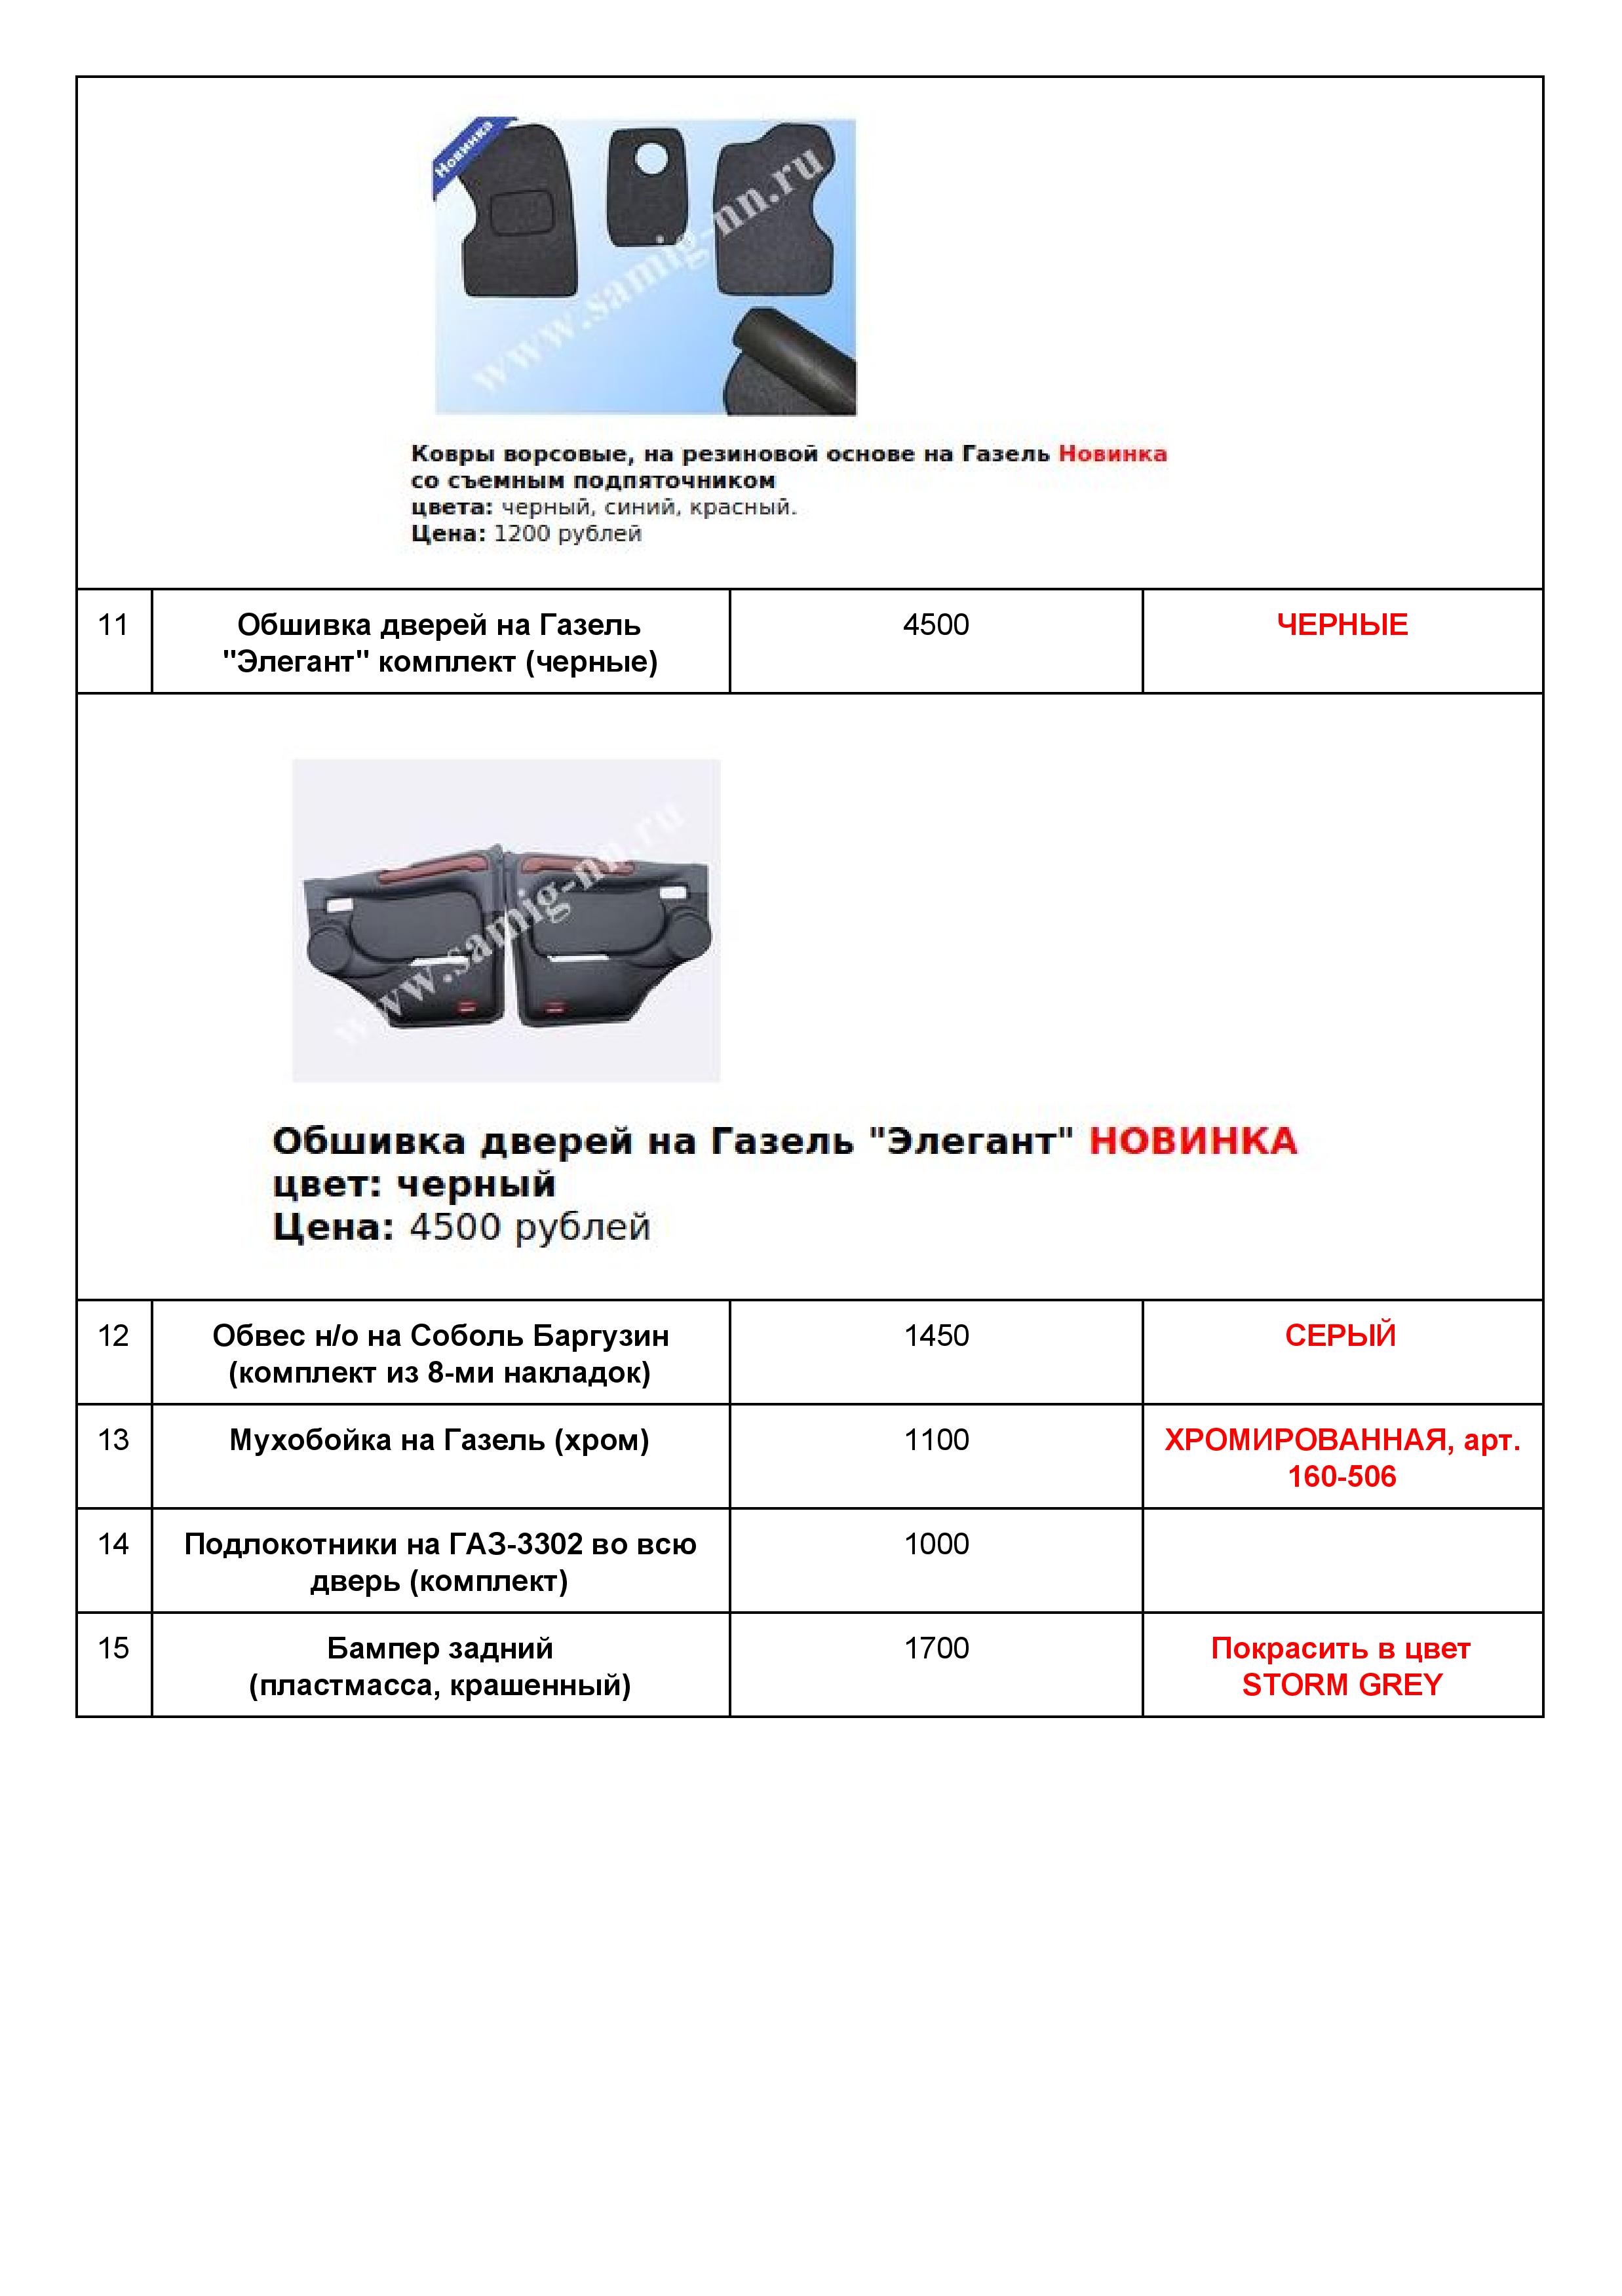 Новинка
www.samig-nn.ru
Ковры ворсовые, на резиновой основе на Газель Новинка
со съемным подпяточником
цвета: черный, синий, красный.
Цена: 1200 рублей
11 Обшивка дверей на Газель 4500 ЧЕРНЫЕ
"Элегант" комплект (черные)
www.samig-nn.ru
Обшивка дверей на Газель "Элегант" НОВИНКА
цвет: черный
Цена: 4500 рублей
12 Обвес н/о на Соболь Баргузин 1450 СЕРЫЙ
(комплект из 8-ми накладок)
13 Мухобойка на Газель (хром) 1100 ХРОМИРОВАННАЯ, арт.
160-506
14 Подлокотники на ГАЗ-3302 во всю 1000
дверь (комплект)
15 Бампер задний 1700 Покрасить в цвет
(пластмасса, крашенный) STORM GREY